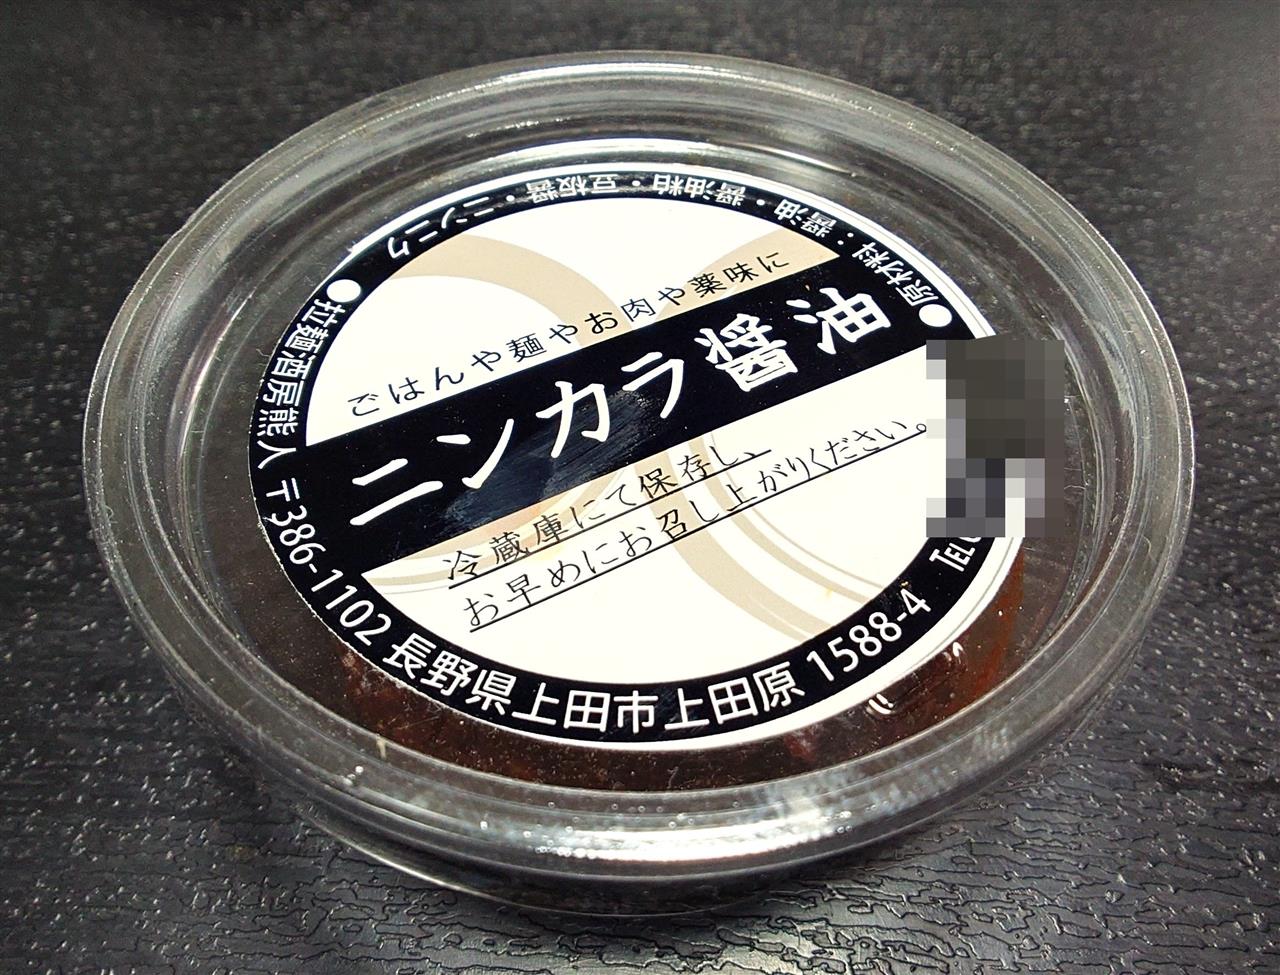 ごはんや麺やお肉や薬味に
ニンカラ醤油
冷蔵庫にて保存し、
お早めにお召し上がりください。
●原材料・醤油・醤油粕・豆板醤・ニンニク
●拉麺酒房熊人 〒386-1102 長野県上田市上田原 1588-4
TEL